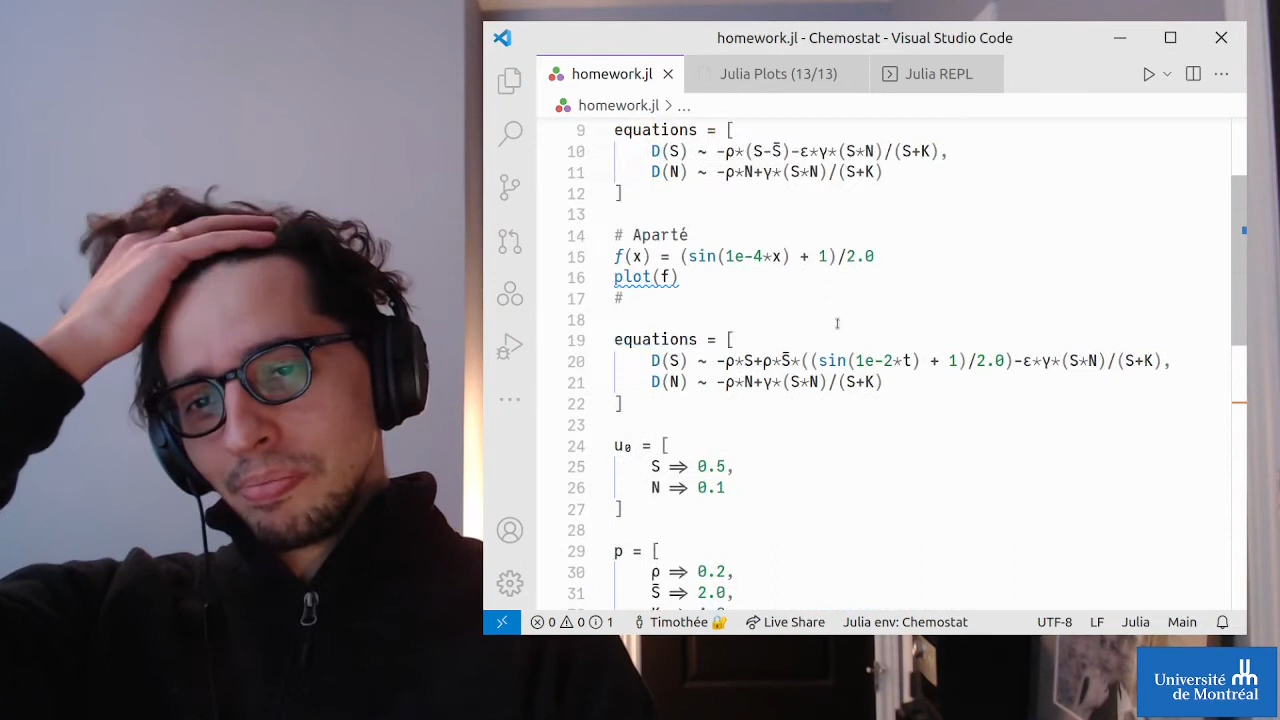 homework.jl - Chemostat - Visual Studio Code
homework.jl
Julia Plots (13/13)
Julia REPL
homework.jl > ...
9 equations = [
10 D(S) ~ -ρ*(S-S̄)-ε*γ*(S*N)/(S+K),
11 D(N) ~ -ρ*N+γ*(S*N)/(S+K)
12 ]
13
14 # Aparté
15 f(x) = (sin(1e-4*x) + 1)/2.0
16 plot(f)
17 #
18
19 equations = [
20 D(S) ~ -ρ*S+ρ*S̄*((sin(1e-2*t) + 1)/2.0)-ε*γ*(S*N)/(S+K),
21 D(N) ~ -ρ*N+γ*(S*N)/(S+K)
22 ]
23
24 u₀ = [
25 S => 0.5,
26 N => 0.1
27 ]
28
29 p = [
30 ρ => 0.2,
31 S̄ => 2.0,
0 0 1 Timothée Live Share Julia env: Chemostat UTF-8 LF Julia Main
Université
de Montréal